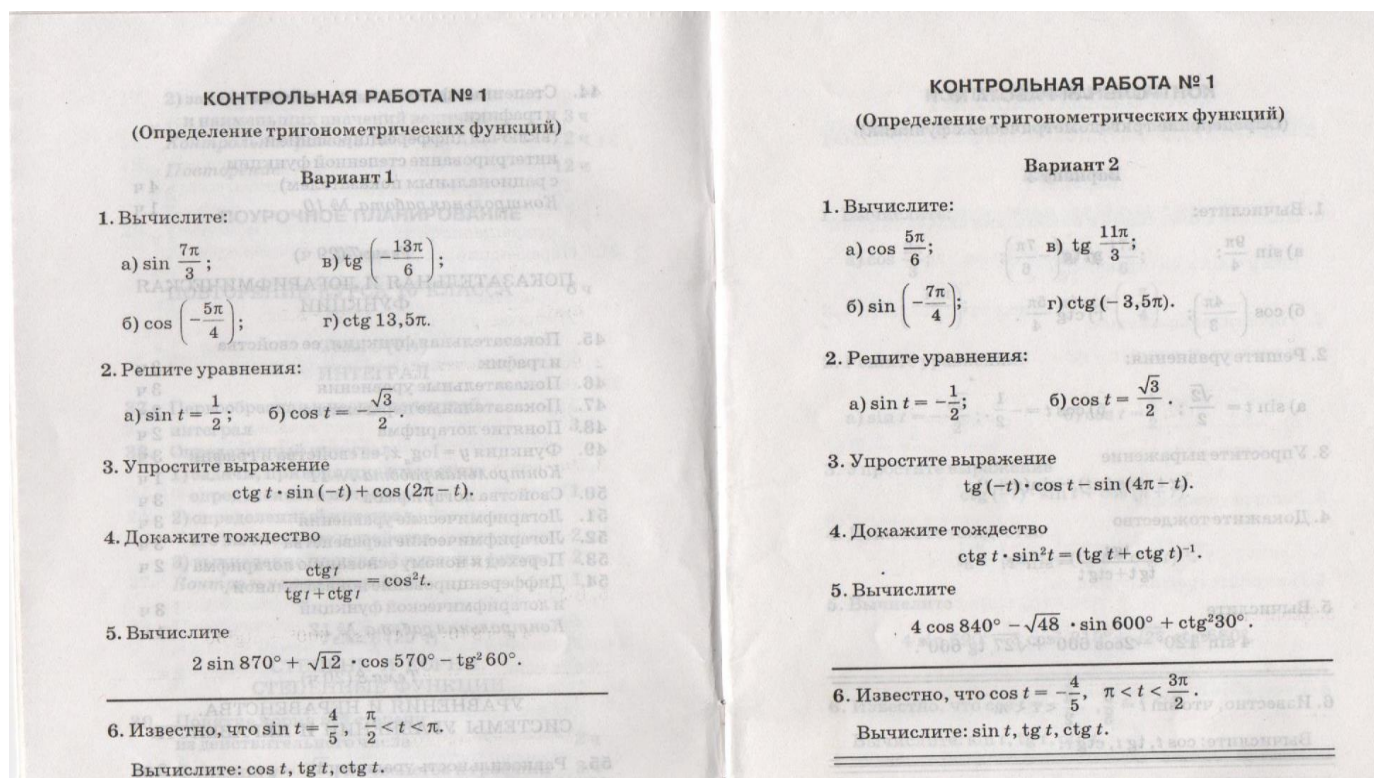 КОНТРОЛЬНАЯ РАБОТА № 1
(Определение тригонометрических функций)
Вариант 1
1. Вычислите:
а) sin 7π/3; в) tg (−13π/6);
б) cos (−5π/4); г) ctg 13,5π.
2. Решите уравнения:
а) sin t = 1/2; б) cos t = −√3/2.
3. Упростите выражение
ctg t · sin (−t) + cos (2π − t).
4. Докажите тождество
ctg t/(tg t + ctg t) = cos²t.
5. Вычислите
2 sin 870° + √12 · cos 570° − tg² 60°.
6. Известно, что sin t = 4/5, π/2 < t < π.
Вычислите: cos t, tg t, ctg t.
КОНТРОЛЬНАЯ РАБОТА № 1
(Определение тригонометрических функций)
Вариант 2
1. Вычислите:
а) cos 5π/6; в) tg 11π/3;
б) sin (−7π/4); г) ctg (− 3,5π).
2. Решите уравнения:
а) sin t = −1/2; б) cos t = √3/2.
3. Упростите выражение
tg (−t) · cos t − sin (4π − t).
4. Докажите тождество
ctg t · sin²t = (tg t + ctg t)⁻¹.
5. Вычислите
4 cos 840° − √48 · sin 600° + ctg²30°.
6. Известно, что cos t = −4/5, π < t < 3π/2.
Вычислите: sin t, tg t, ctg t.